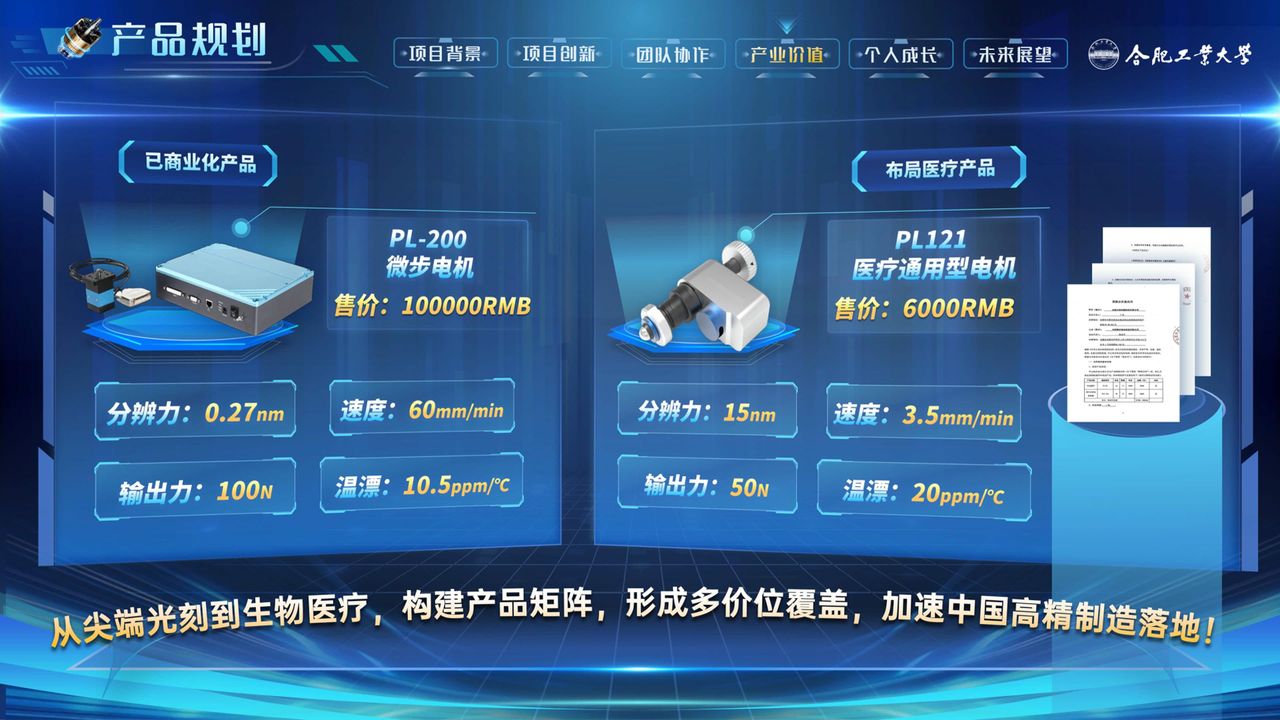 产品规划
项目背景
项目创新
团队协作
产业价值
个人成长
未来展望
合肥工业大学
已商业化产品
PL-200
微步电机
售价：100000RMB
分辨力：0.27nm
速度：60mm/min
输出力：100N
温漂：10.5ppm/℃
布局医疗产品
PL121
医疗通用型电机
售价：6000RMB
分辨力：15nm
速度：3.5mm/min
输出力：50N
温漂：20ppm/℃
从尖端光刻到生物医疗，构建产品矩阵，形成多价位覆盖，加速中国高精制造落地！